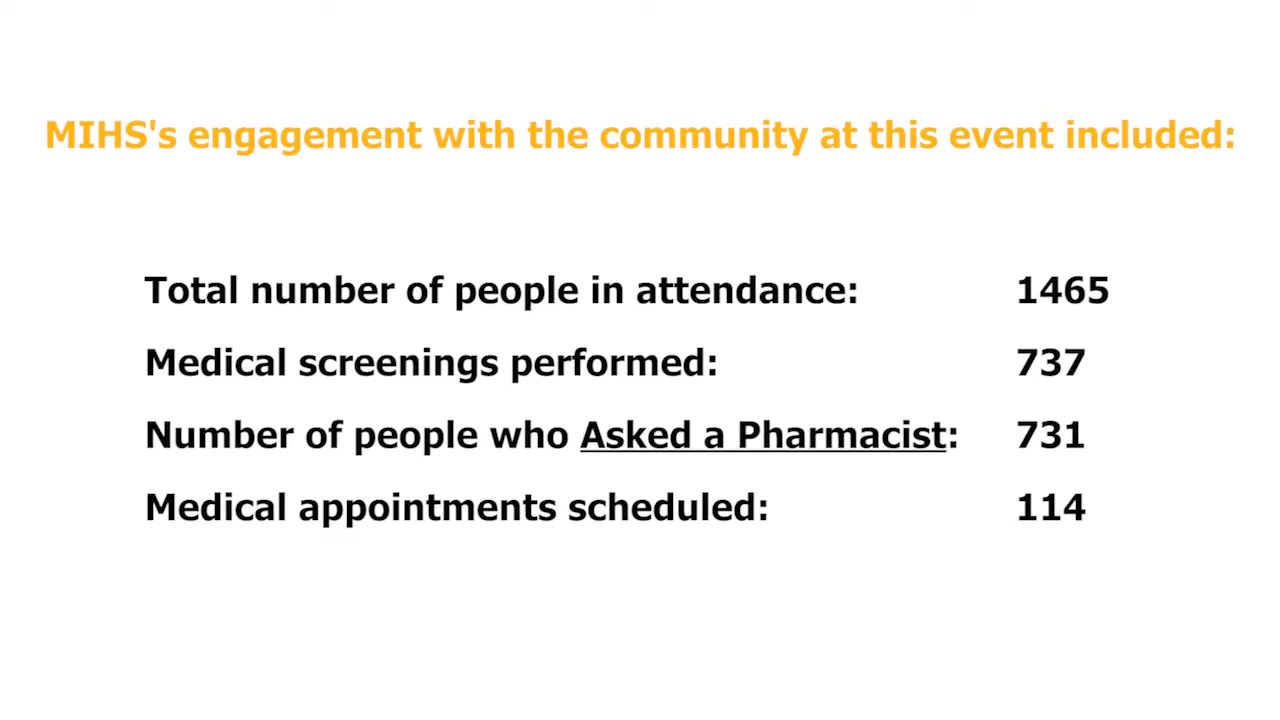 MIHS's engagement with the community at this event included:
Total number of people in attendance: 1465
Medical screenings performed: 737
Number of people who Asked a Pharmacist: 731
Medical appointments scheduled: 114